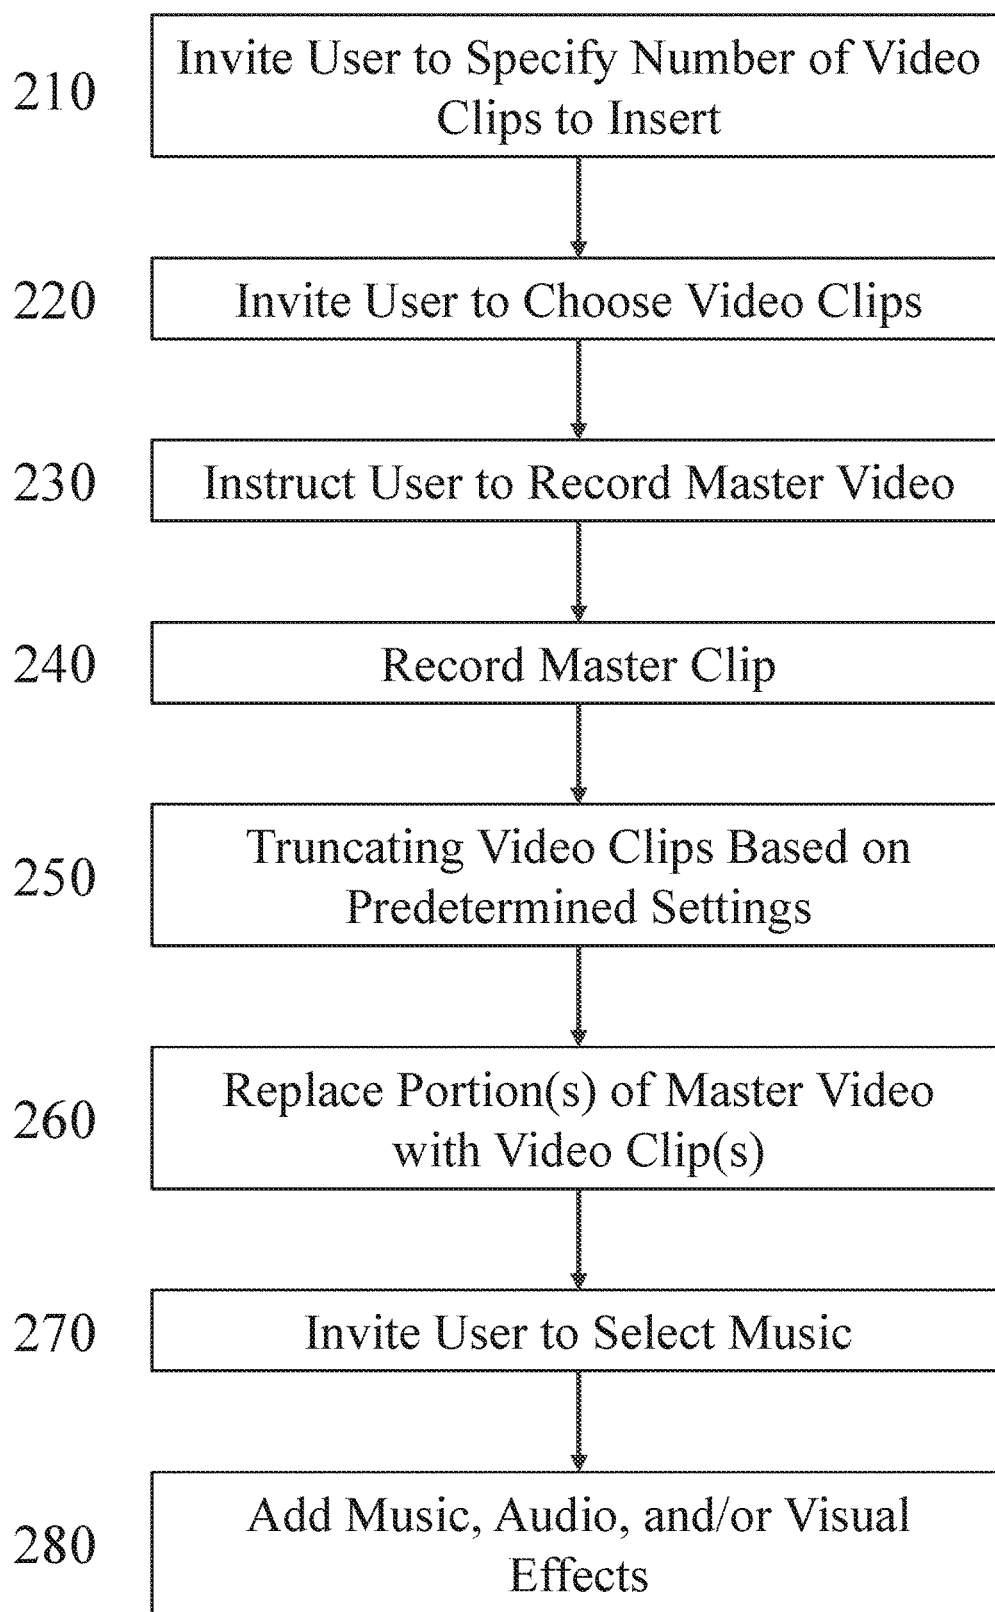 210
Invite User to Specify Number of Video
Clips to Insert
220
Invite User to Choose Video Clips
230
Instruct User to Record Master Video
240
Record Master Clip
250
Truncating Video Clips Based on
Predetermined Settings
260
Replace Portion(s) of Master Video
with Video Clip(s)
270
Invite User to Select Music
280
Add Music, Audio, and/or Visual
Effects